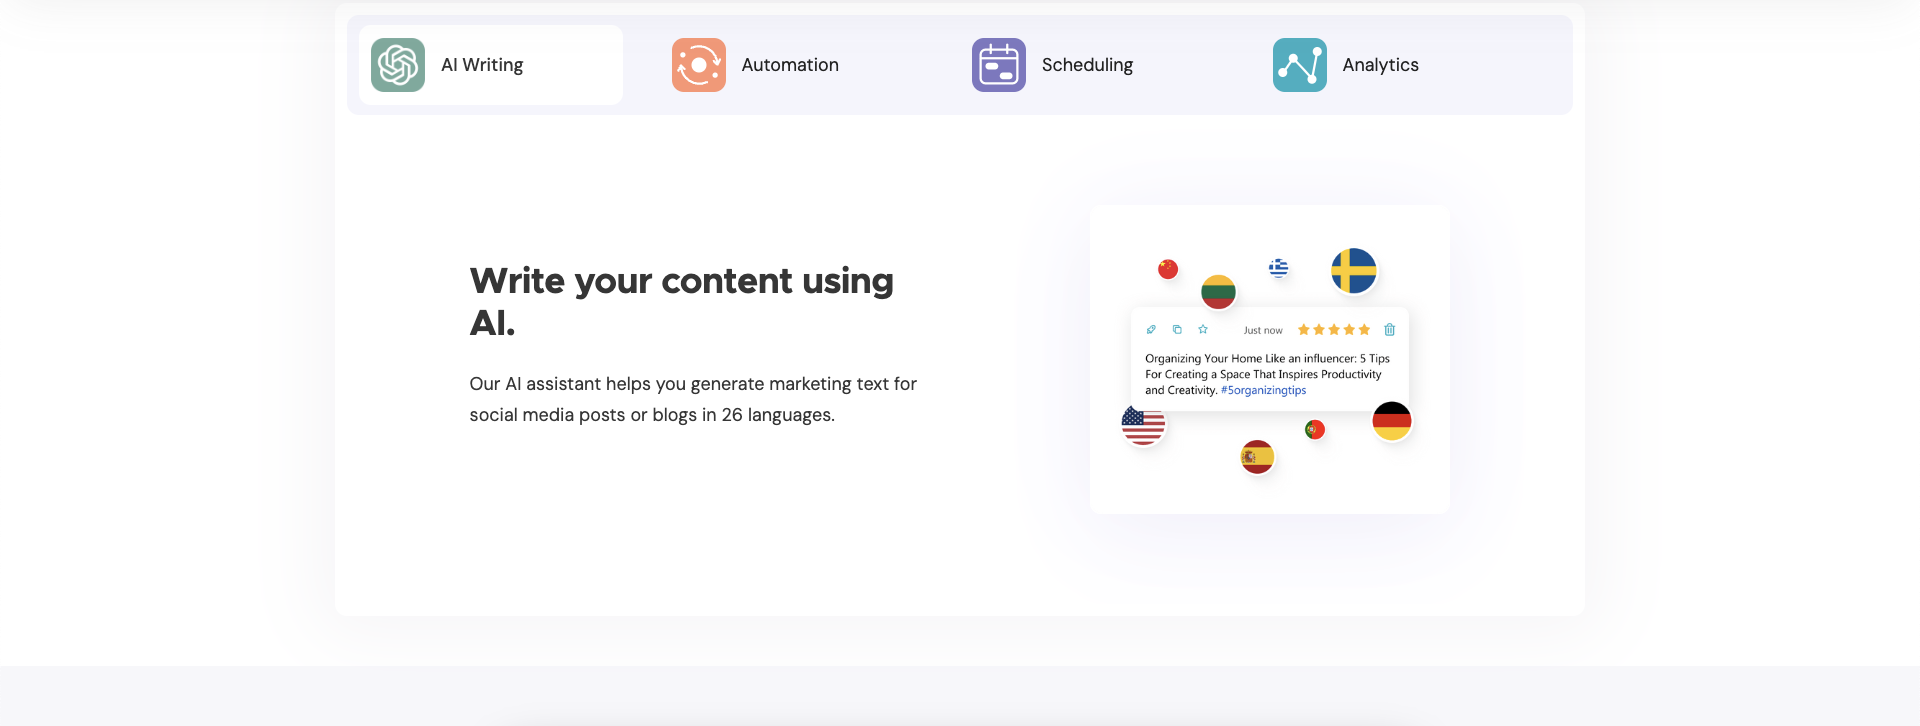 AI Writing
Automation
Scheduling
Analytics
Write your content using
AI.
Our AI assistant helps you generate marketing text for
social media posts or blogs in 26 languages.
Just now
Organizing Your Home Like an influencer: 5 Tips
For Creating a Space That Inspires Productivity
and Creativity. #5organizingtips